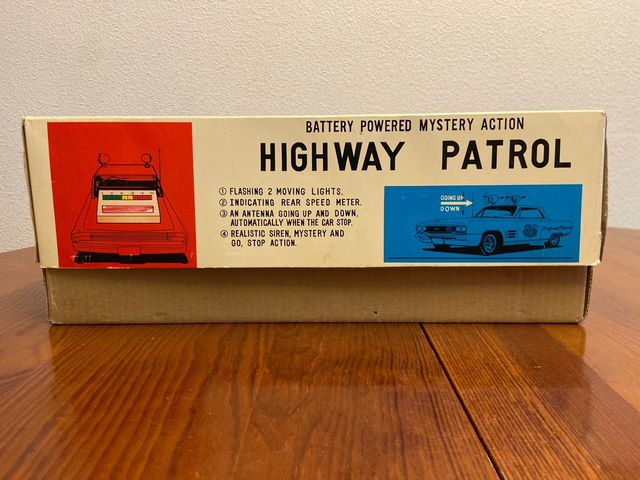 BATTERY POWERED MYSTERY ACTION
HIGHWAY PATROL
① FLASHING 2 MOVING LIGHTS.
② INDICATING REAR SPEED METER.
③ AN ANTENNA GOING UP AND DOWN,
AUTOMATICALLY WHEN THE CAR STOP.
④ REALISTIC SIREN, MYSTERY AND
GO, STOP ACTION.
GOING UP
DOWN
Highway Patrol